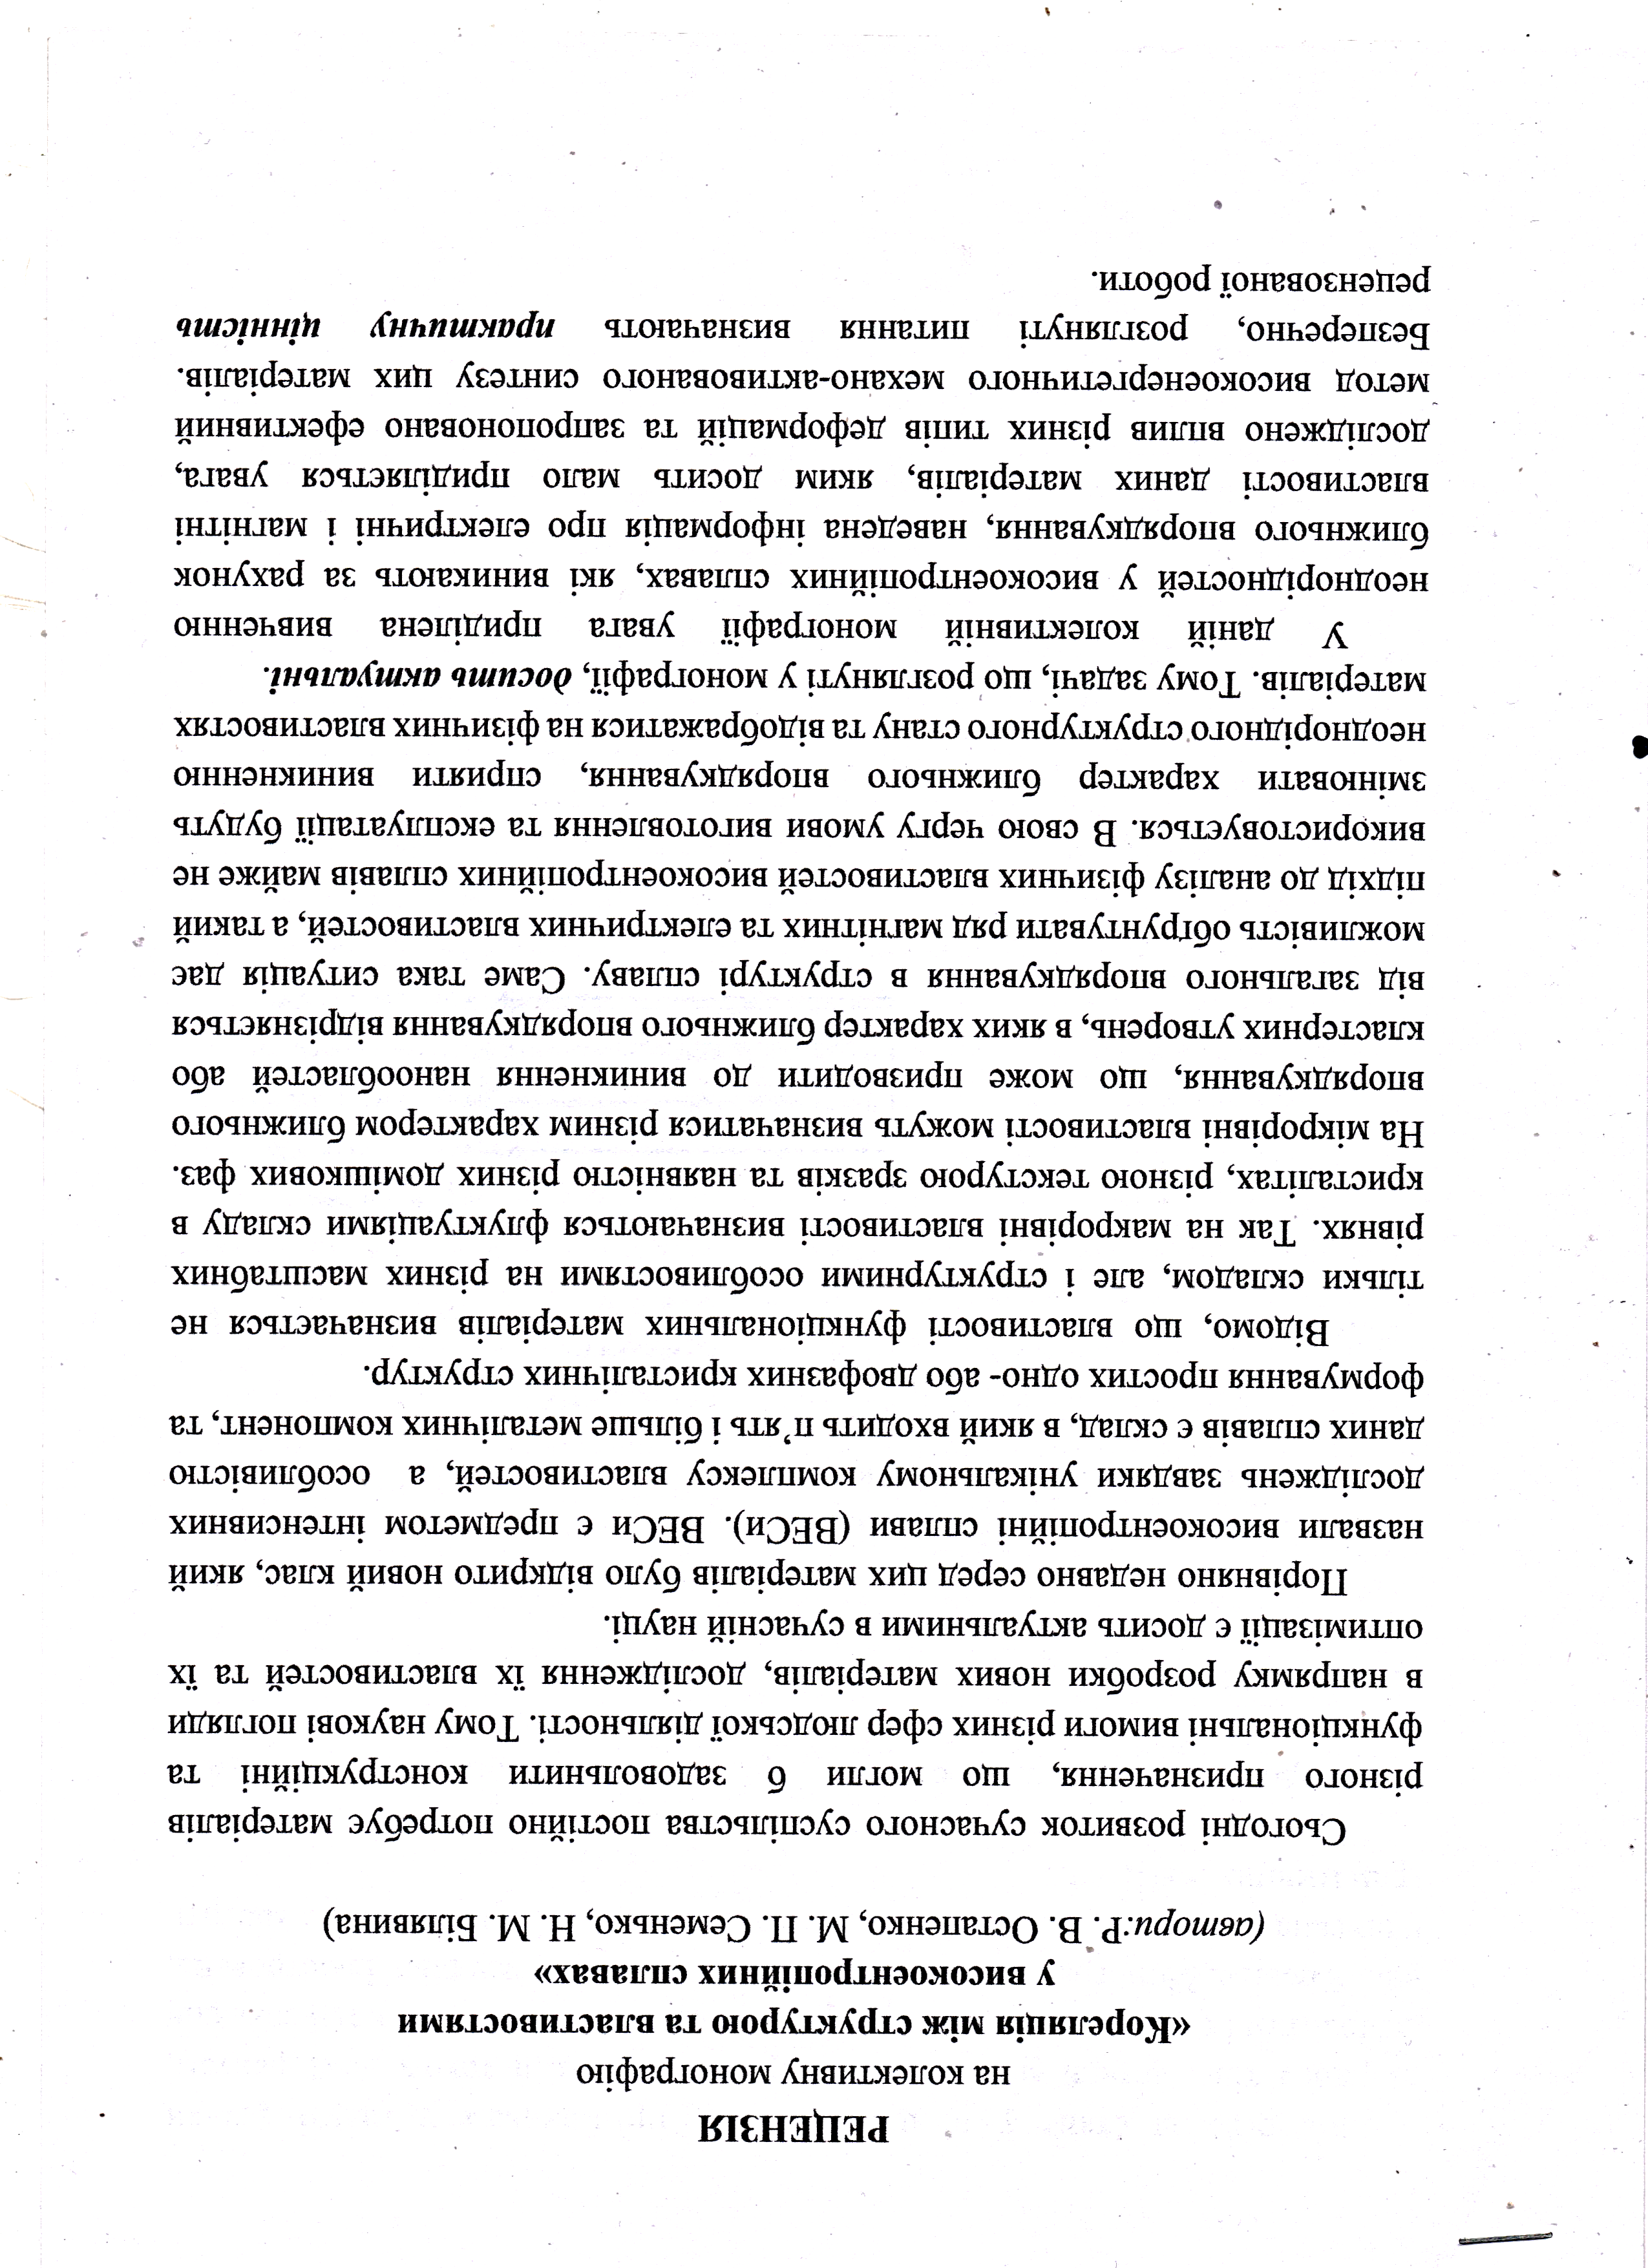 РЕЦЕНЗІЯ
на колективну монографію
«Кореляція між структурою та властивостями
у високоентропійних сплавах»
(автори:Р. В. Остапенко, М. П. Семенько, Н. М. Білявина)
Сьогодні розвиток сучасного суспільства постійно потребує матеріалів
різного призначення, що могли б задовольнити конструкційні та
функціональні вимоги різних сфер людської діяльності. Тому наукові погляди
в напрямку розробки нових матеріалів, дослідження їх властивостей та їх
оптимізації є досить актуальними в сучасній науці.
Порівняно недавно серед цих матеріалів було відкрито новий клас, який
назвали високоентропійні сплави (ВЕСи). ВЕСи є предметом інтенсивних
досліджень завдяки унікальному комплексу властивостей, а особливістю
даних сплавів є склад, в який входить п’ять і більше металічних компонент, та
формування простих одно- або двофазних кристалічних структур.
Відомо, що властивості функціональних матеріалів визначається не
тільки складом, але і структурними особливостями на різних масштабних
рівнях. Так на макрорівні властивості визначаються флуктуаціями складу в
кристалітах, різною текстурою зразків та наявністю різних домішкових фаз.
На мікрорівні властивості можуть визначатися різним характером ближнього
впорядкування, що може призводити до виникнення нанообластей або
кластерних утворень, в яких характер ближнього впорядкування відрізняється
від загального впорядкування в структурі сплаву. Саме така ситуація дає
можливість обґрунтувати ряд магнітних та електричних властивостей, а такий
підхід до аналізу фізичних властивостей високоентропійних сплавів майже не
використовується. В свою чергу умови виготовлення та експлуатації будуть
змінювати характер ближнього впорядкування, сприяти виникненню
неоднорідного структурного стану та відображатися на фізичних властивостях
матеріалів. Тому задачі, що розглянуті у монографії, досить актуальні.
У даній колективній монографії увага приділена вивченню
неоднорідностей у високоентропійних сплавах, які виникають за рахунок
ближнього впорядкування, наведена інформація про електричні і магнітні
властивості даних матеріалів, яким досить мало приділяється увага,
досліджено вплив різних типів деформацій та запропоновано ефективний
метод високоенергетичного механо-активованого синтезу цих матеріалів.
Безперечно, розглянуті питання визначають практичну цінність
рецензованої роботи.